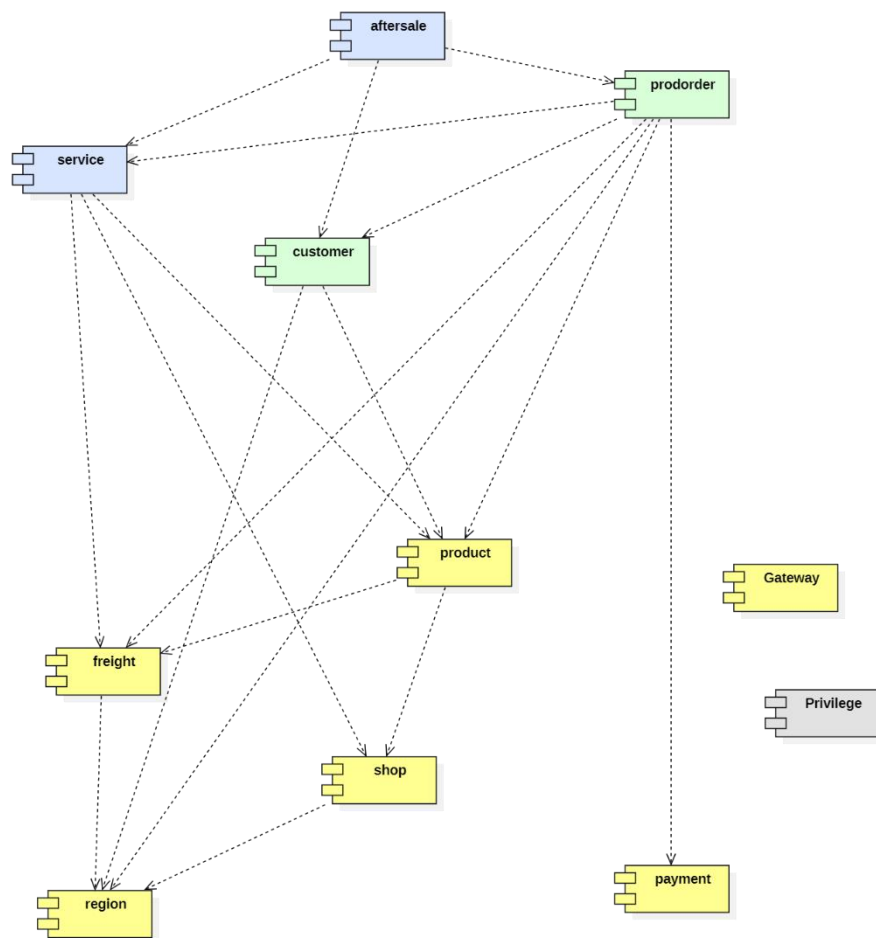 aftersale
prodorder
service
customer
product
Gateway
freight
Privilege
shop
region
payment